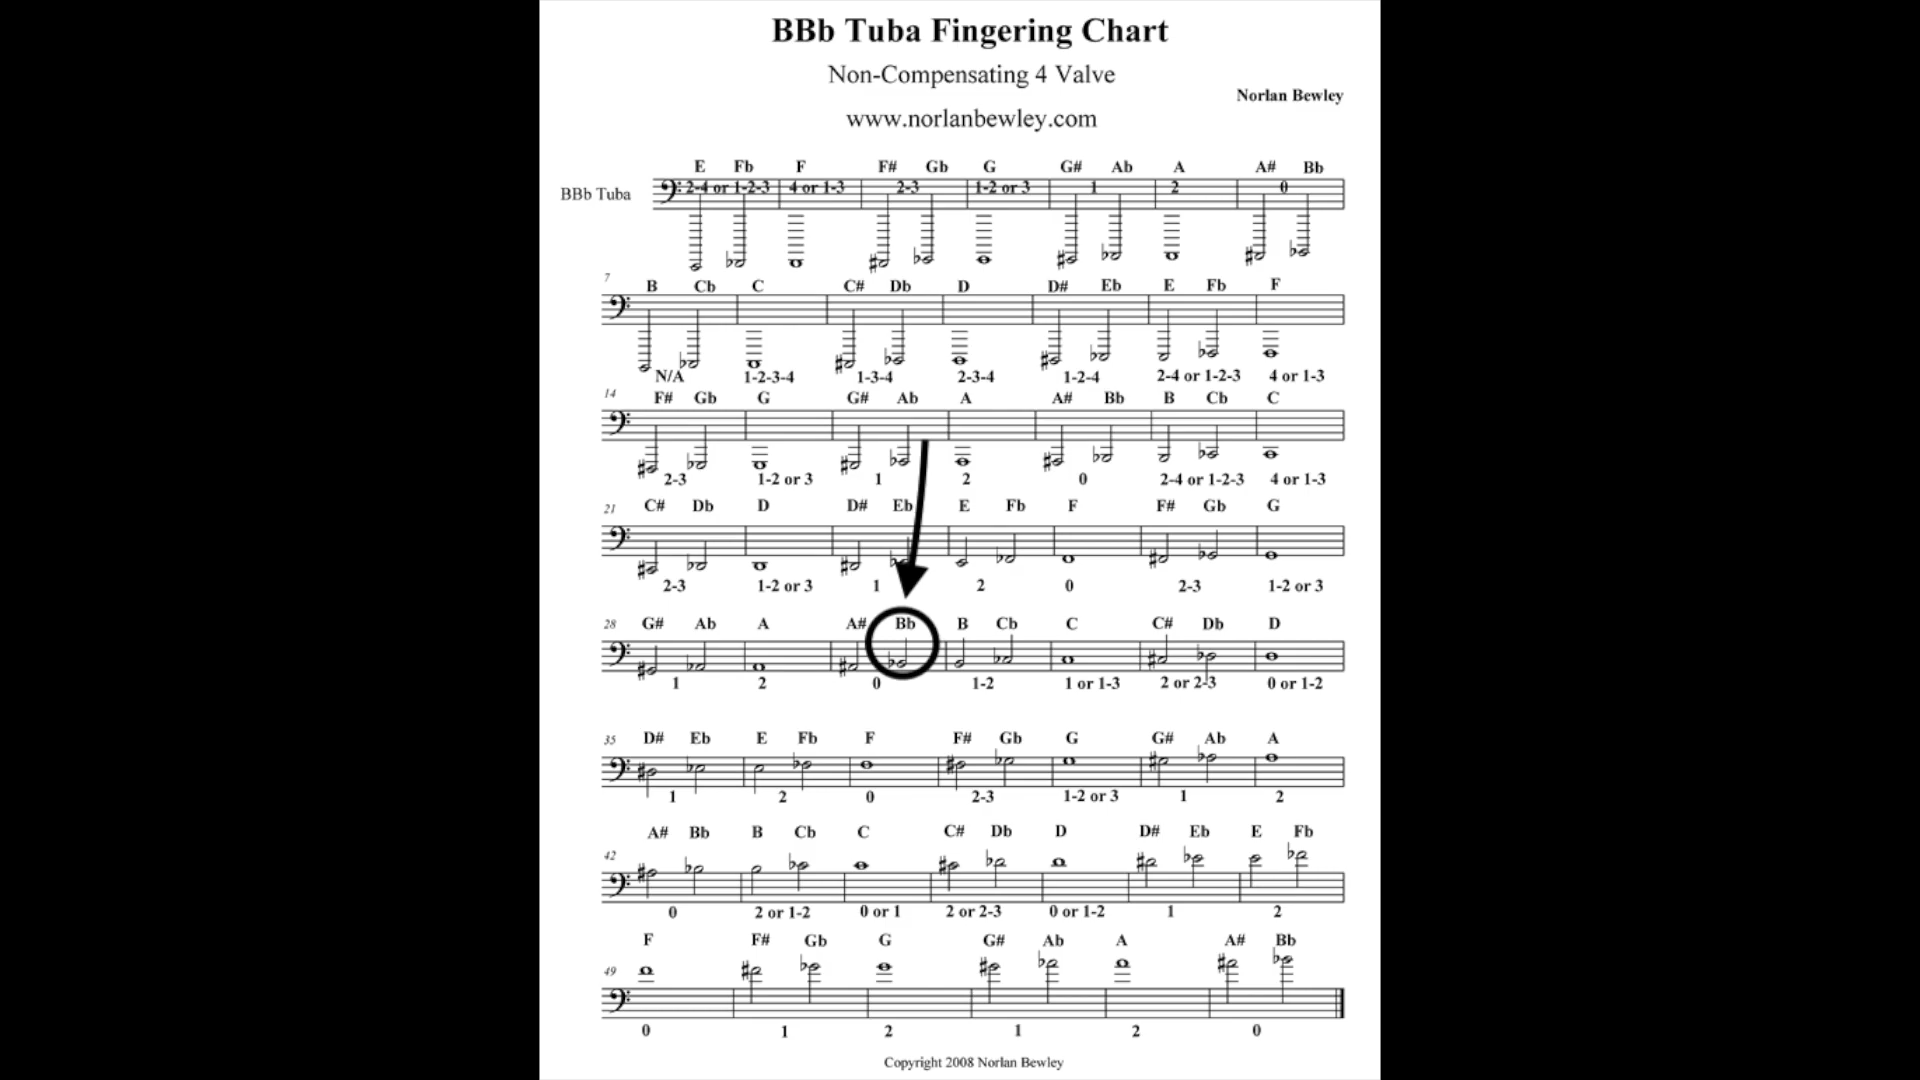 BBb Tuba Fingering Chart
Non-Compensating 4 Valve
Norlan Bewley
www.norlanbewley.com
E Fb F F# Gb G G# Ab A A# Bb
BBb Tuba 2-4 or 1-2-3 4 or 1-3 2-3 1-2 or 3 1 2 0
7
B Cb C C# Db D D# Eb E Fb F
N/A 1-2-3-4 1-3-4 2-3-4 1-2-4 2-4 or 1-2-3 4 or 1-3
14
F# Gb G G# Ab A A# Bb B Cb C
2-3 1-2 or 3 1 2 0 2-4 or 1-2-3 4 or 1-3
21
C# Db D D# Eb E Fb F F# Gb G
2-3 1-2 or 3 1 2 0 2-3 1-2 or 3
28
G# Ab A A# Bb B Cb C C# Db D
1 2 0 1-2 1 or 1-3 2 or 2-3 0 or 1-2
35
D# Eb E Fb F F# Gb G G# Ab A
1 2 0 2-3 1-2 or 3 1 2
A# Bb B Cb C C# Db D D# Eb E Fb
42
0 2 or 1-2 0 or 1 2 or 2-3 0 or 1-2 1 2
F F# Gb G G# Ab A A# Bb
49
0 1 2 1 2 0
Copyright 2008 Norlan Bewley